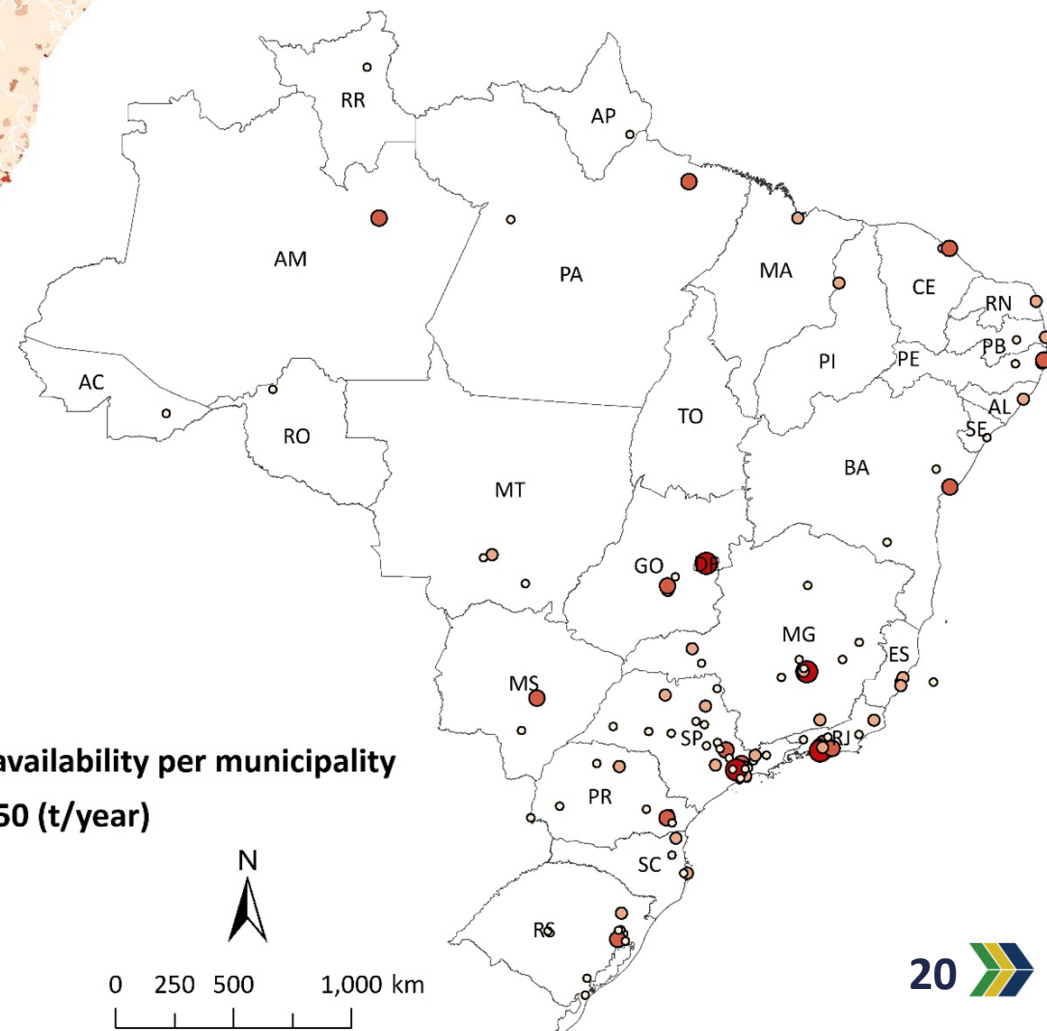 RR
AP
AM
PA
MA
CE
RN
PB
PI
PE
AC
AL
TO
SE
RO
BA
MT
GO
DF
MG
ES
MS
SP
RJ
availability per municipality
PR
50 (t/year)
N
SC
RS
20
0 250 500 1,000 km